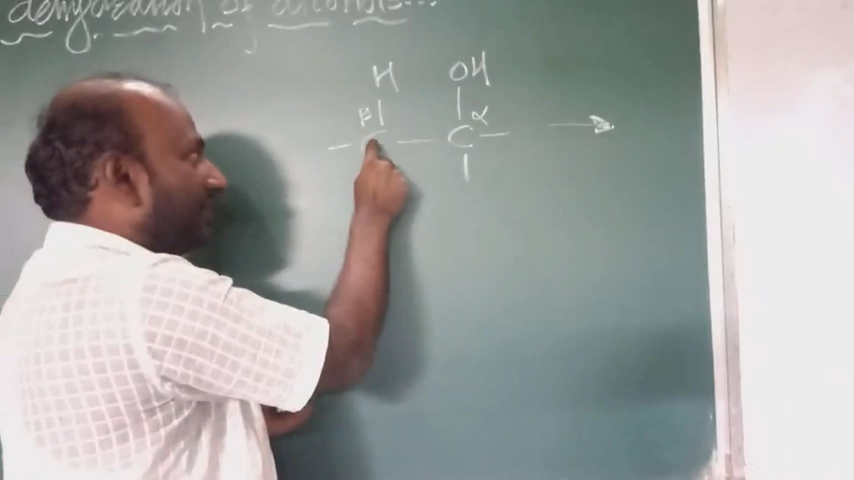 dehydration of alcohols...
H OH
β α
C — C — →